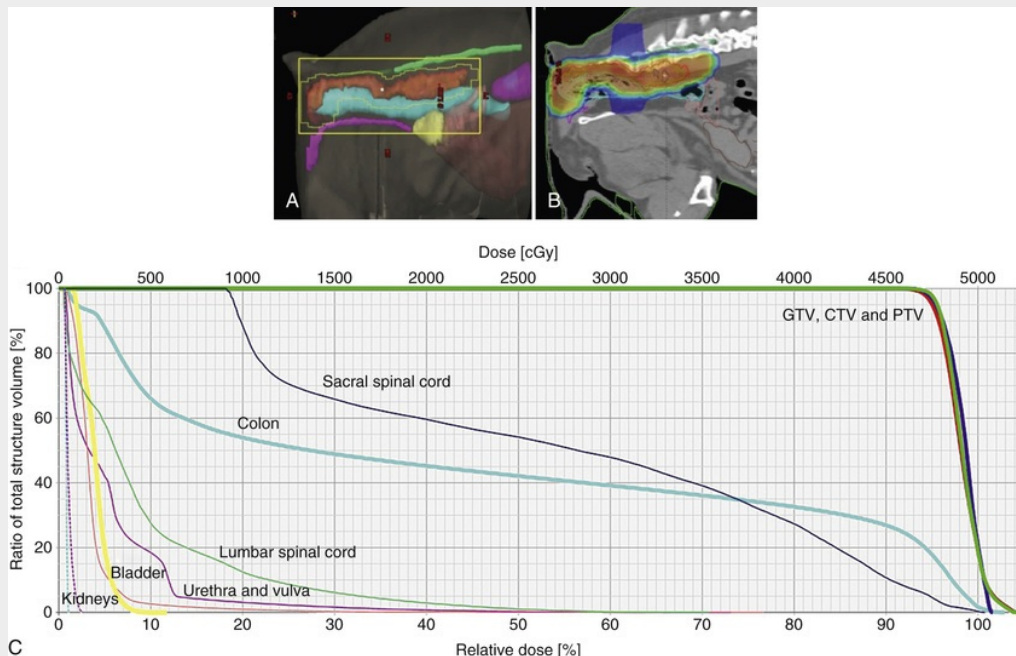 A
B
Dose [cGy]
0 500 1000 1500 2000 2500 3000 3500 4000 4500 5000
100
80
60
40
20
0
Ratio of total structure volume [%]
GTV, CTV and PTV
Sacral spinal cord
Colon
Lumbar spinal cord
Bladder
Urethra and vulva
Kidneys
0 10 20 30 40 50 60 70 80 90 100
Relative dose [%]
C